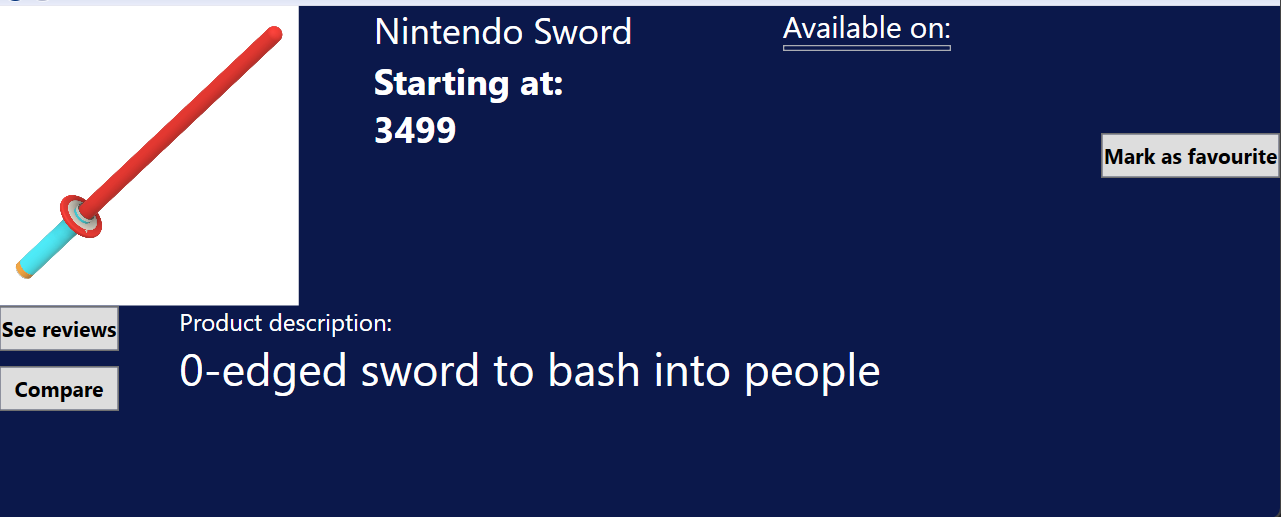 Nintendo Sword
Available on:
Starting at:
3499
Mark as favourite
See reviews
Product description:
0-edged sword to bash into people
Compare